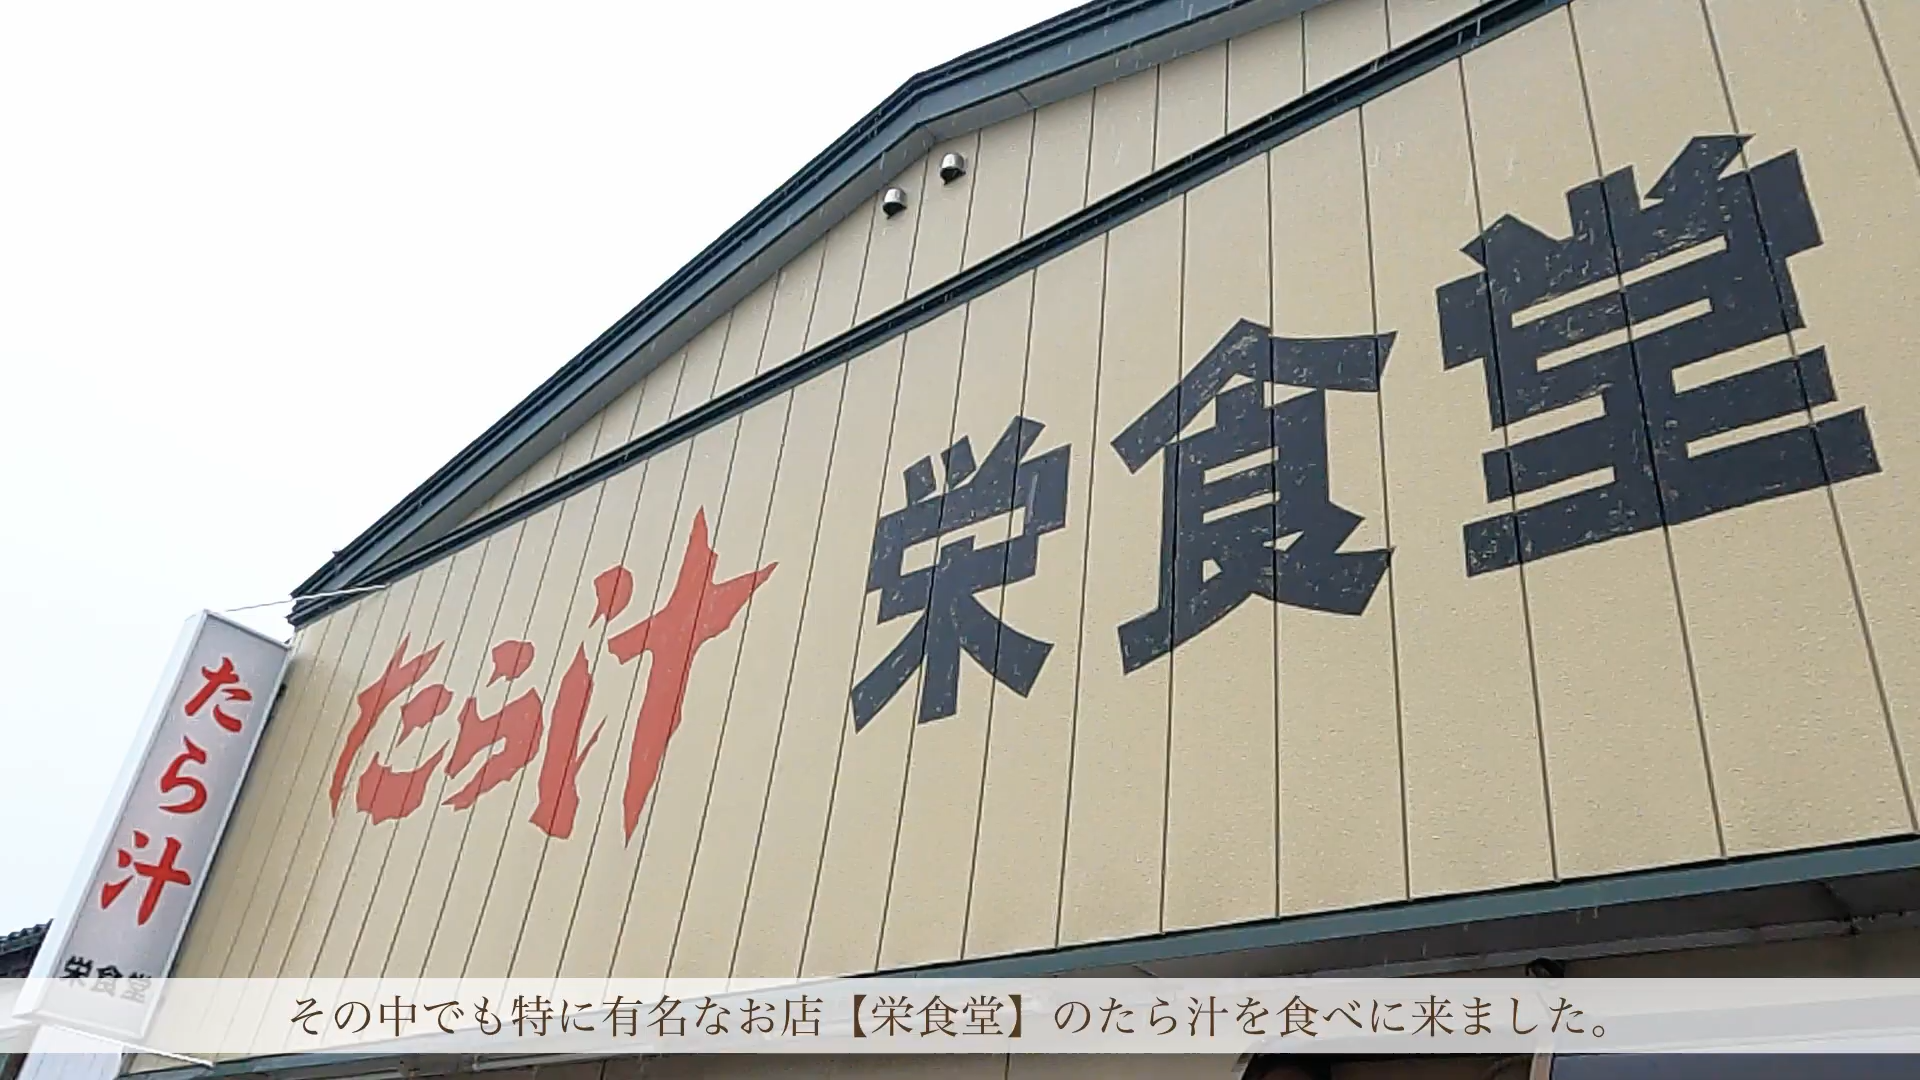 たら汁 栄食堂
たら汁
栄食堂
その中でも特に有名なお店【栄食堂】のたら汁を食べに来ました。